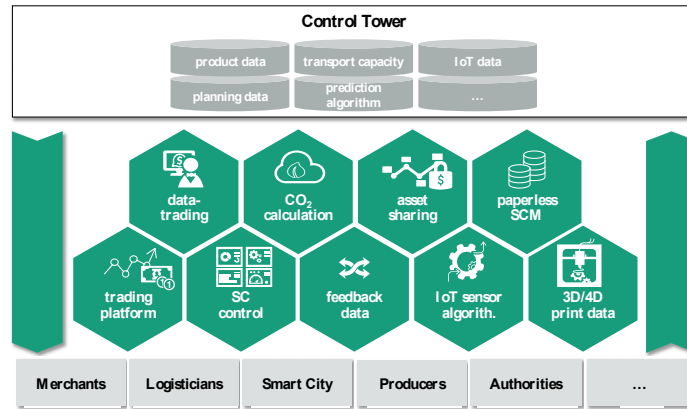 Control Tower
product data
transport capacity
IoT data
planning data
prediction
algorithm
…
data-
trading
CO₂
calculation
asset
sharing
paperless
SCM
trading
platform
SC
control
feedback
data
IoT sensor
algorith.
3D/4D
print data
Merchants
Logisticians
Smart City
Producers
Authorities
…